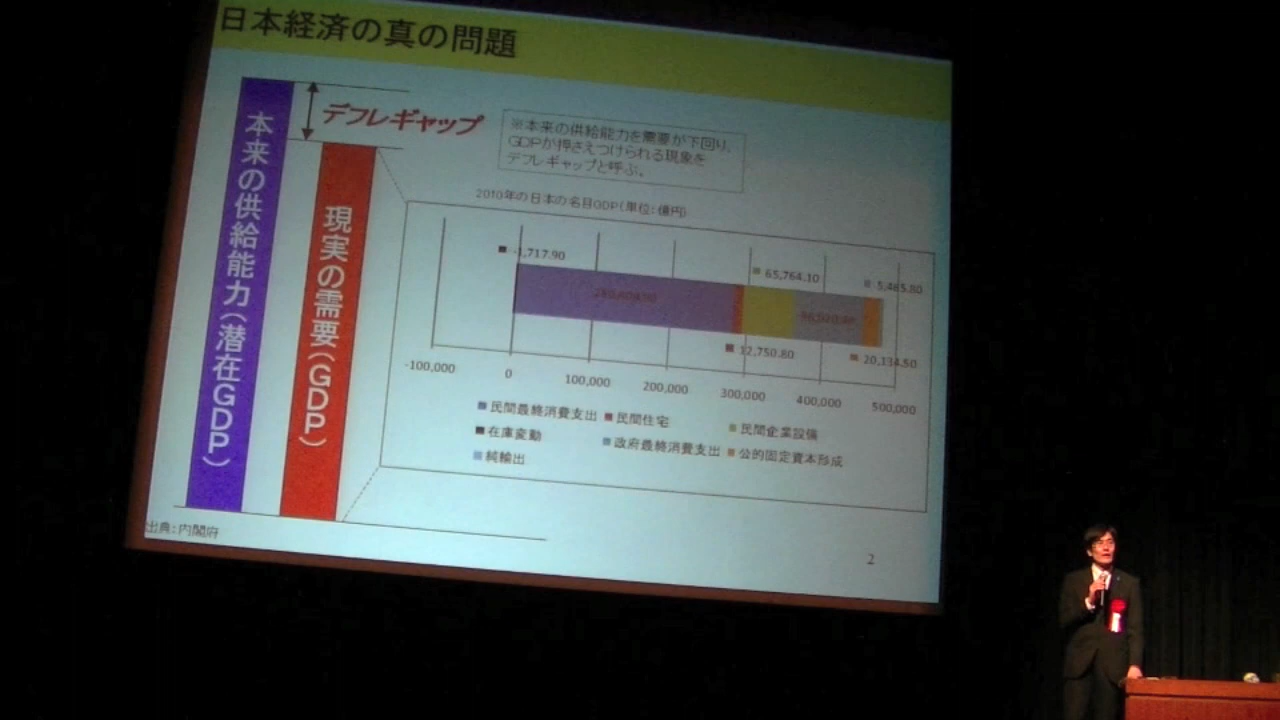 日本経済の真の問題
デフレギャップ
※本来の供給能力を需要が下回り、
GDPが押さえつけられる現象を
デフレギャップと呼ぶ。
本来の供給能力(潜在GDP)
現実の需要(GDP)
2010年の日本の名目GDP(単位:億円)
-1,717.90
65,764.10
5,465.80
12,750.80
20,134.50
-100,000
0
100,000
200,000
300,000
400,000
500,000
民間最終消費支出
民間住宅
民間企業設備
在庫変動
政府最終消費支出
公的固定資本形成
純輸出
出典:内閣府
2